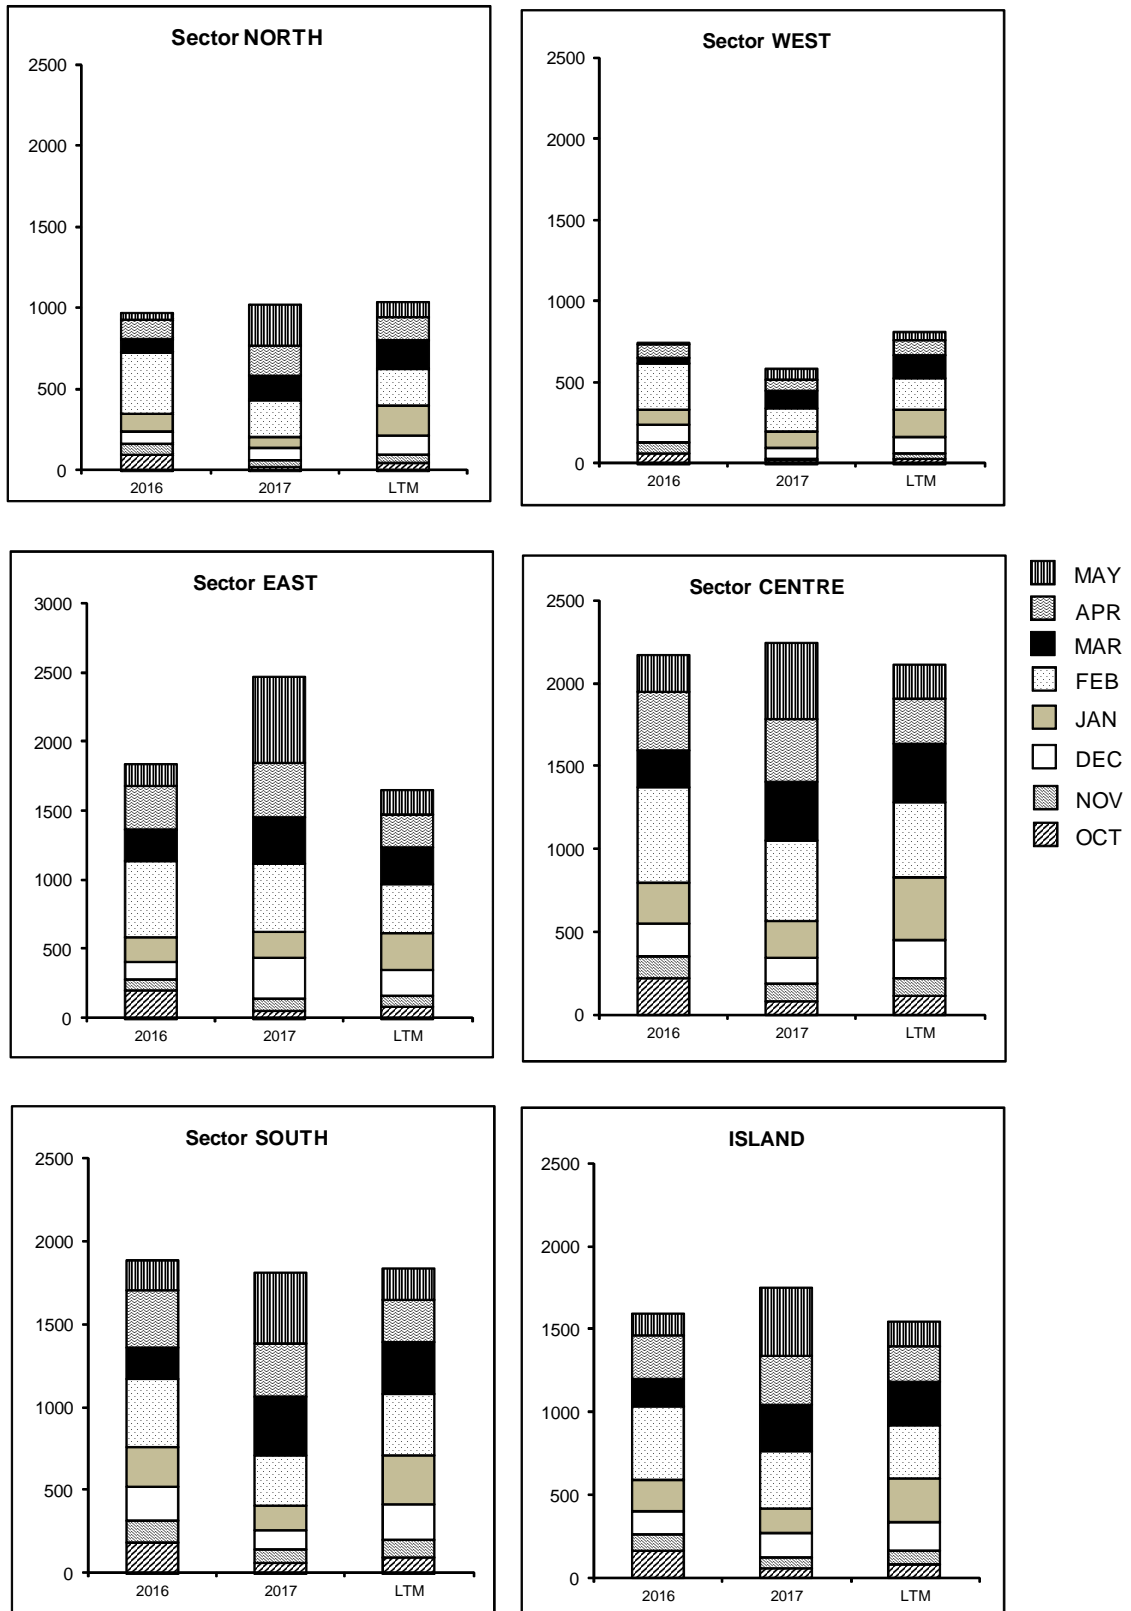 Sector NORTH
2500
2000
1500
1000
500
0
2016 2017 LTM
Sector WEST
2500
2000
1500
1000
500
0
2016 2017 LTM
Sector EAST
3000
2500
2000
1500
1000
500
0
2016 2017 LTM
Sector CENTRE
2500
2000
1500
1000
500
0
2016 2017 LTM
MAY
APR
MAR
FEB
JAN
DEC
NOV
OCT
Sector SOUTH
2500
2000
1500
1000
500
0
2016 2017 LTM
ISLAND
2500
2000
1500
1000
500
0
2016 2017 LTM